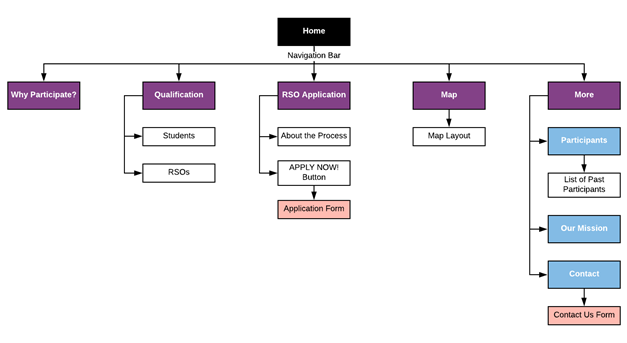 Home
Navigation Bar
Why Participate?
Qualification
RSO Application
Map
More
Students
About the Process
Map Layout
Participants
RSOs
APPLY NOW!
Button
List of Past
Participants
Application Form
Our Mission
Contact
Contact Us Form